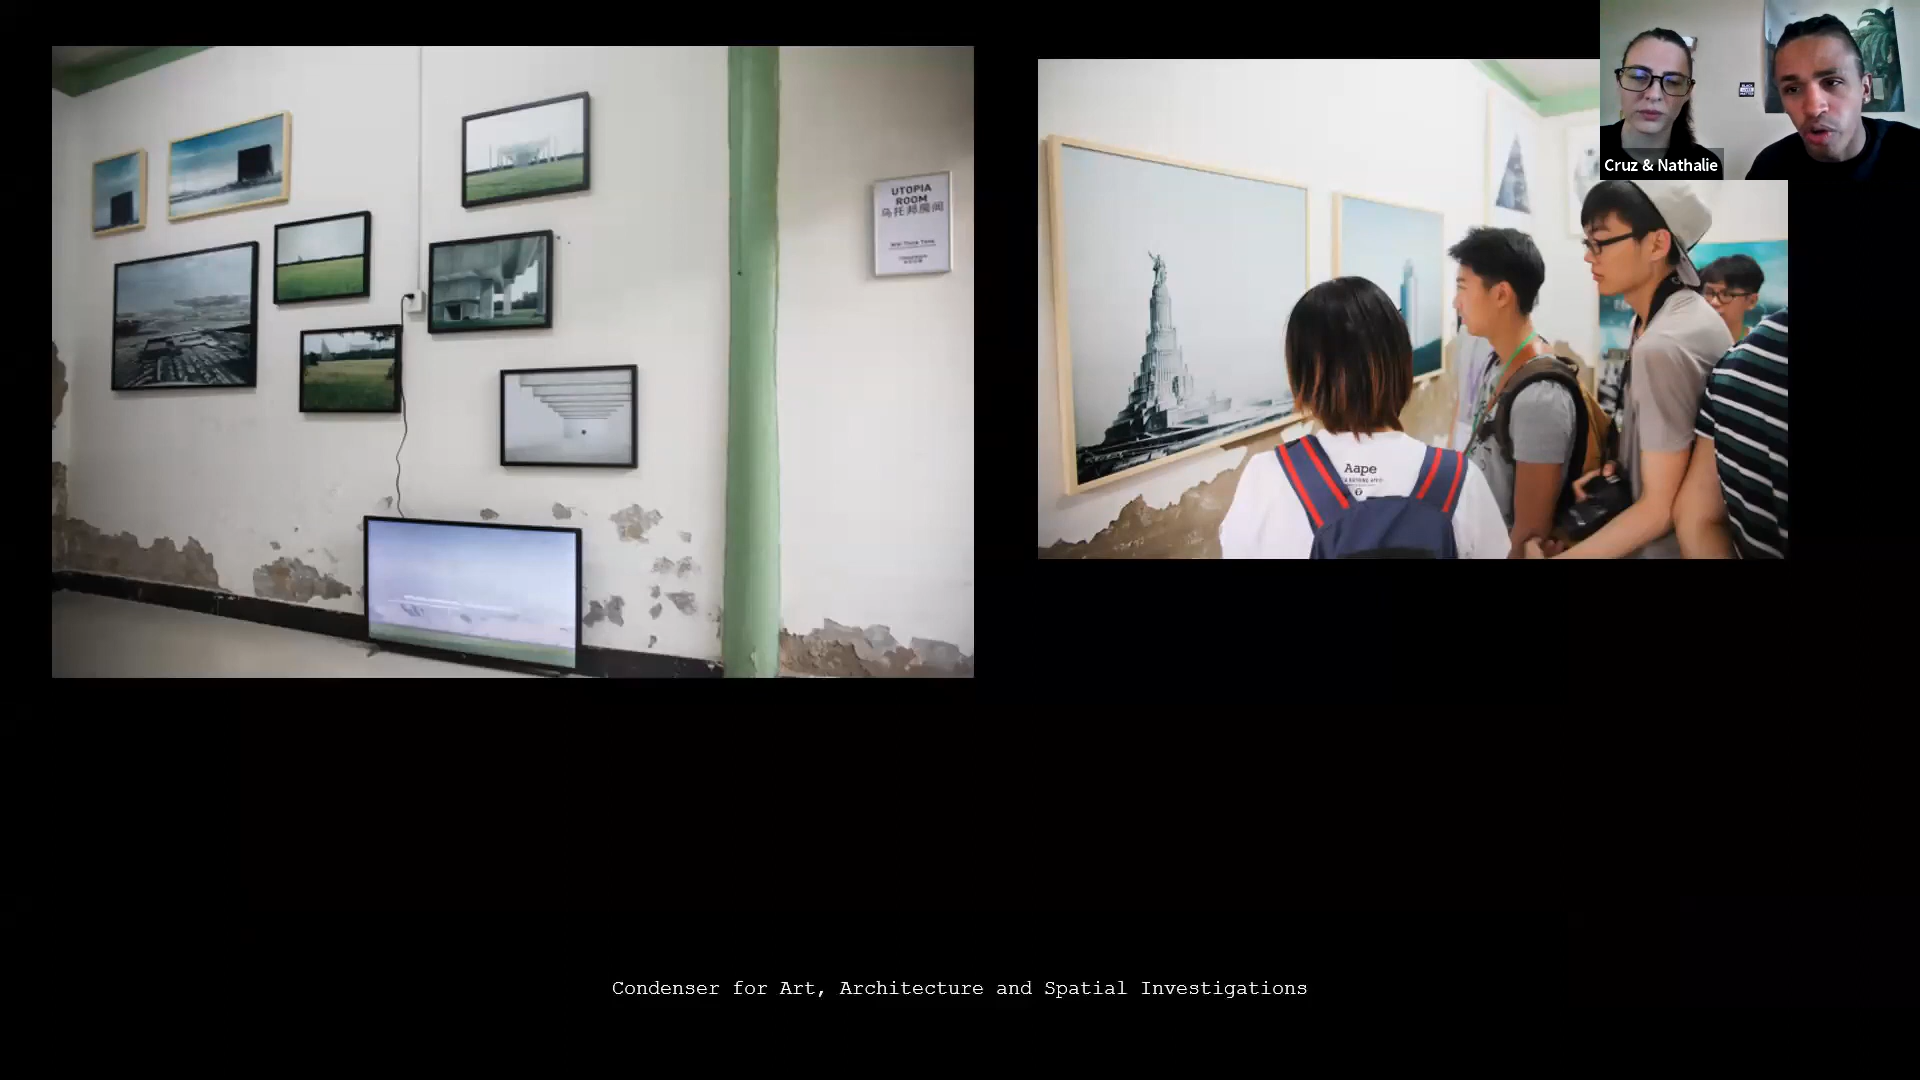 UTOPIA
ROOM
乌托邦房间
Cruz & Nathalie
Aape
Condenser for Art, Architecture and Spatial Investigations